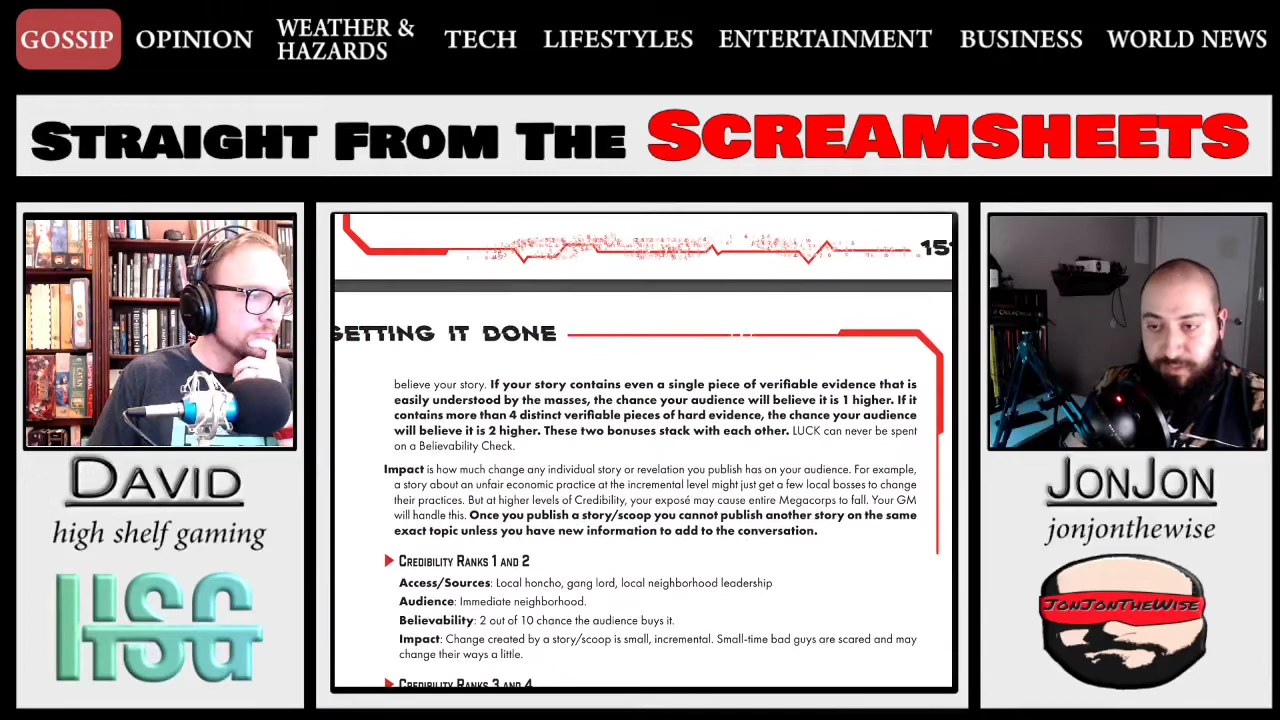 GOSSIP
OPINION
WEATHER &
HAZARDS
TECH
LIFESTYLES
ENTERTAINMENT
BUSINESS
WORLD NEWS
STRAIGHT FROM THE SCREAMSHEETS
GETTING IT DONE
believe your story. If your story contains even a single piece of verifiable evidence that is
easily understood by the masses, the chance your audience will believe it is 1 higher. If it
contains more than 4 distinct verifiable pieces of hard evidence, the chance your audience
will believe it is 2 higher. These two bonuses stack with each other. LUCK can never be spent
on a Believability Check.
Impact is how much change any individual story or revelation you publish has on your audience. For example,
a story about an unfair economic practice at the incremental level might just get a few local bosses to change
their practices. But at higher levels of Credibility, your exposé may cause entire Megacorps to fall. Your GM
will handle this. Once you publish a story/scoop you cannot publish another story on the same
exact topic unless you have new information to add to the conversation.
CREDIBILITY RANKS 1 AND 2
Access/Sources: Local honcho, gang lord, local neighborhood leadership
Audience: Immediate neighborhood.
Believability: 2 out of 10 chance the audience buys it.
Impact: Change created by a story/scoop is small, incremental. Small-time bad guys are scared and may
change their ways a little.
CREDIBILITY RANKS 3 AND 4
DAVID
high shelf gaming
HSG
JONJON
jonjonthewise
JONJONTHEWISE